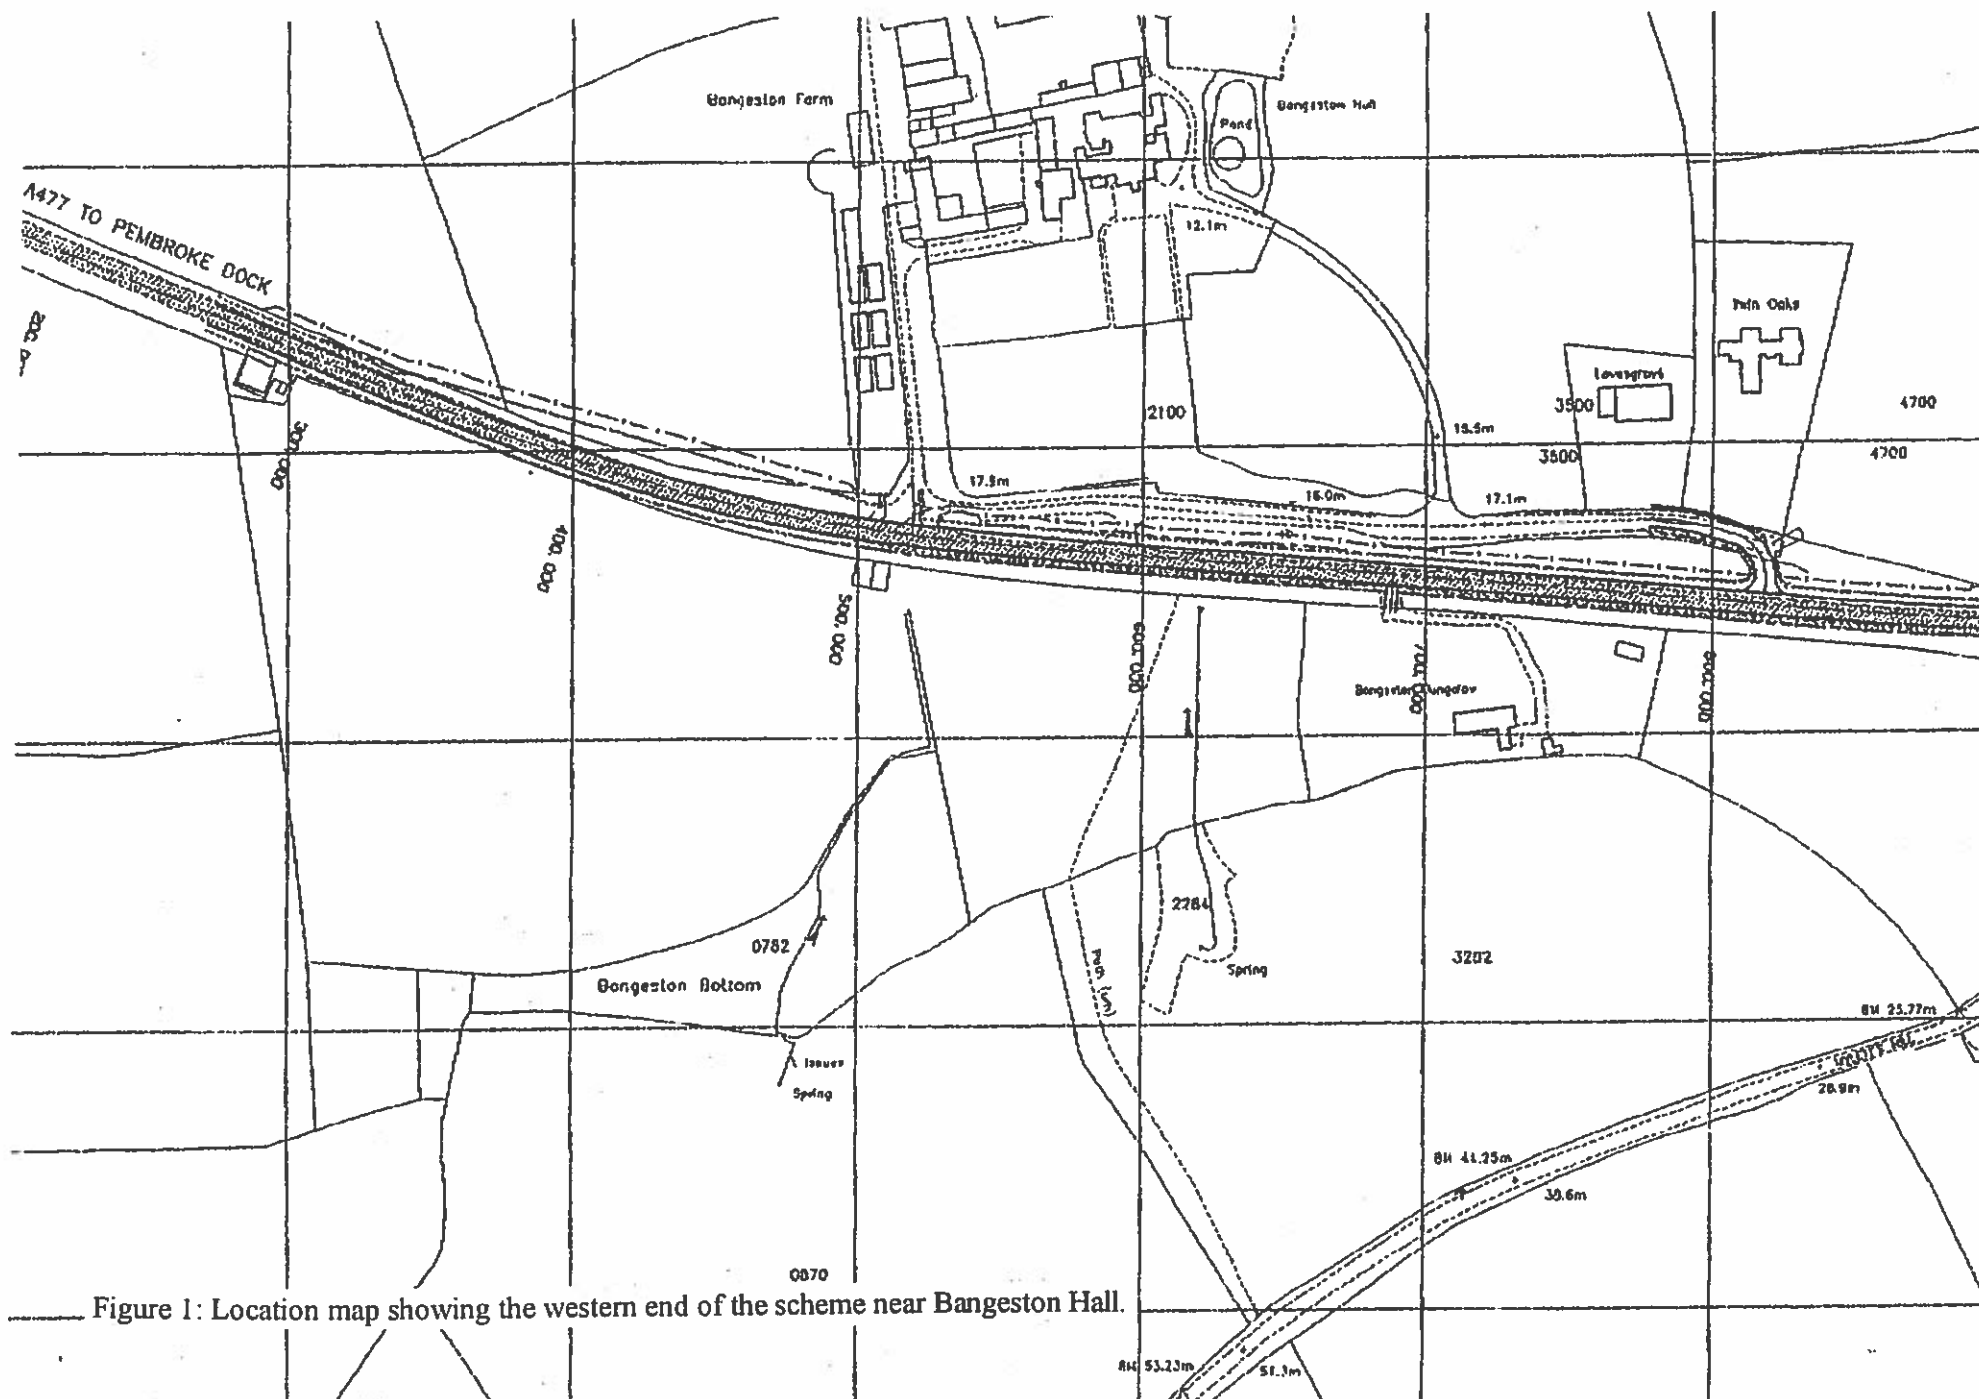 Bangeston Farm
Bangeston Hall
Pond
A477 TO PEMBROKE DOCK
12.1m
Twin Oaks
Lovesgrove
2100
3500
4700
18.5m
3500
4700
300.000
17.9m
16.0m
17.1m
400.000
500.000
600.000
700.000
800.000
Bangeston Bungalow
0782
2284
Path (um)
Spring
3202
Bangeston Bottom
BM 25.77m
Issues
Spring
28.9m
BM 41.25m
38.6m
0870
Figure 1: Location map showing the western end of the scheme near Bangeston Hall.
BM 53.23m
51.3m